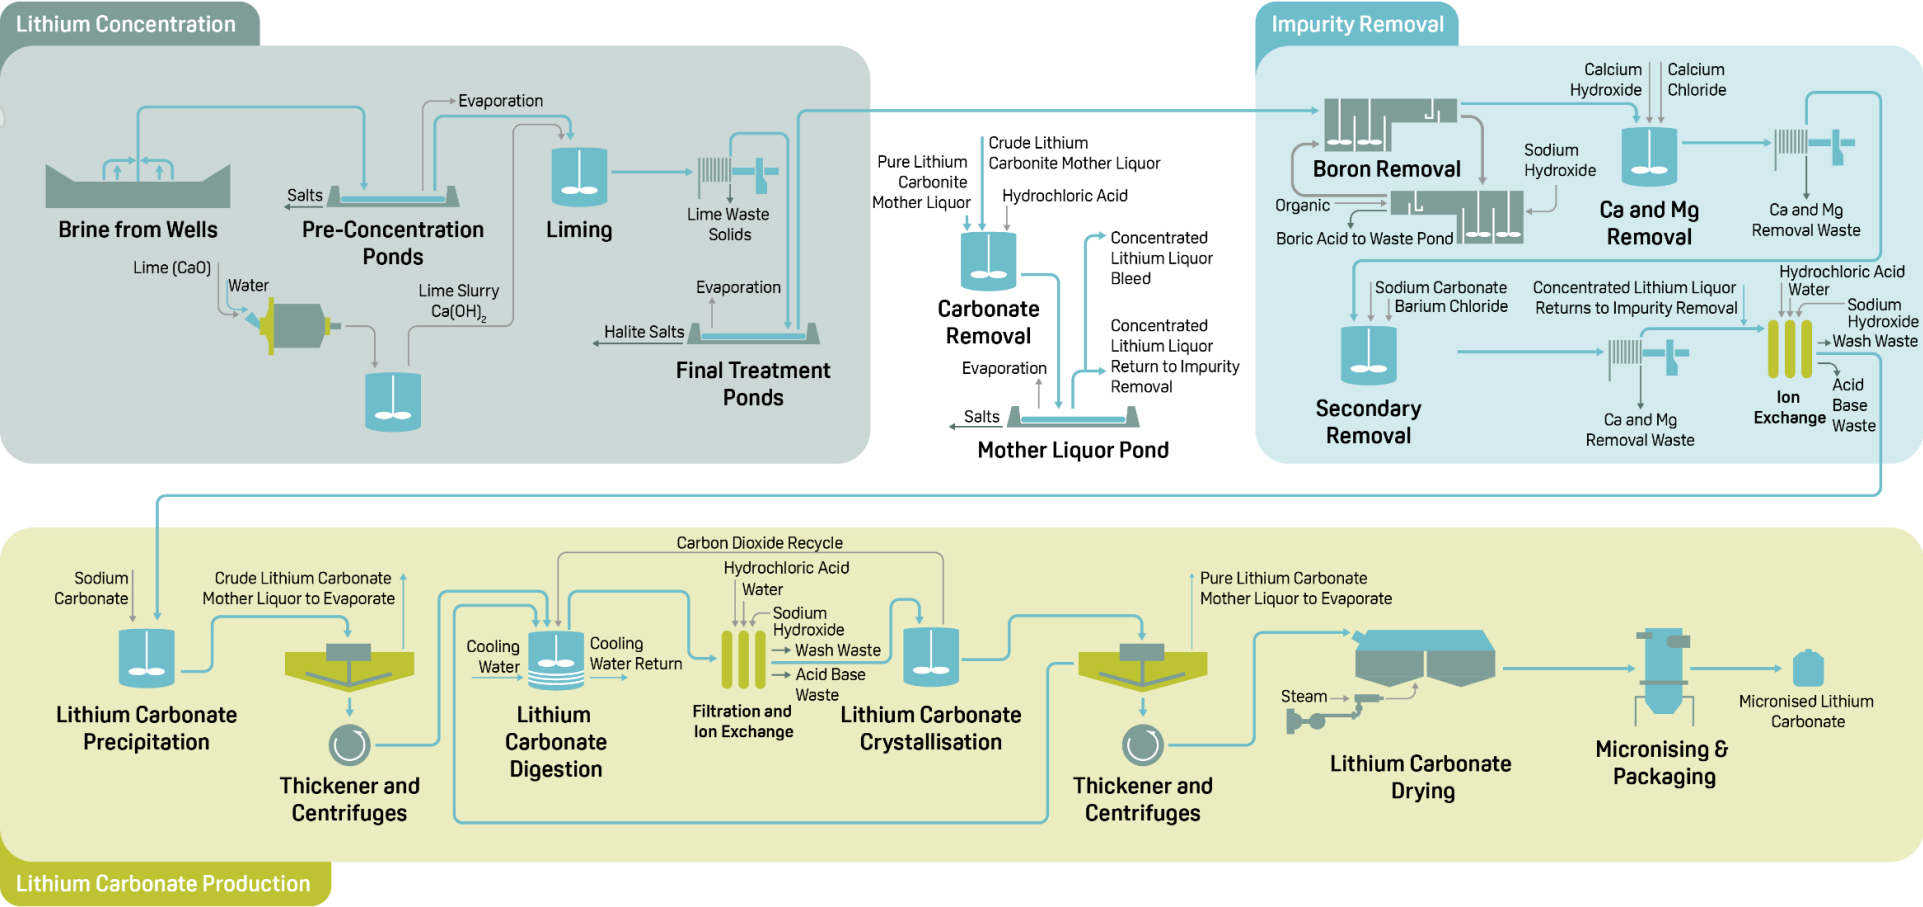 Lithium Concentration
Evaporation
Salts
Brine from Wells
Pre-Concentration
Ponds
Liming
Lime Waste
Solids
Lime (CaO)
Water
Lime Slurry
Ca(OH)2
Evaporation
Halite Salts
Final Treatment
Ponds
Crude Lithium
Carbonite Mother Liquor
Pure Lithium
Carbonite
Mother Liquor
Hydrochloric Acid
Carbonate
Removal
Concentrated
Lithium Liquor
Bleed
Concentrated
Lithium Liquor
Return to Impurity
Removal
Evaporation
Salts
Mother Liquor Pond
Impurity Removal
Calcium
Hydroxide
Calcium
Chloride
Boron Removal
Sodium
Hydroxide
Organic
Boric Acid to Waste Pond
Ca and Mg
Removal
Ca and Mg
Removal Waste
Sodium Carbonate
Barium Chloride
Secondary
Removal
Concentrated Lithium Liquor
Returns to Impurity Removal
Ca and Mg
Removal Waste
Hydrochloric Acid
Water
Sodium
Hydroxide
Wash Waste
Acid
Base
Waste
Ion
Exchange
Sodium
Carbonate
Lithium Carbonate
Precipitation
Crude Lithium Carbonate
Mother Liquor to Evaporate
Thickener and
Centrifuges
Carbon Dioxide Recycle
Cooling
Water
Cooling
Water Return
Lithium
Carbonate
Digestion
Hydrochloric Acid
Water
Sodium
Hydroxide
Wash Waste
Acid Base
Waste
Filtration and
Ion Exchange
Lithium Carbonate
Crystallisation
Pure Lithium Carbonate
Mother Liquor to Evaporate
Thickener and
Centrifuges
Steam
Lithium Carbonate
Drying
Micronising &
Packaging
Micronised Lithium
Carbonate
Lithium Carbonate Production